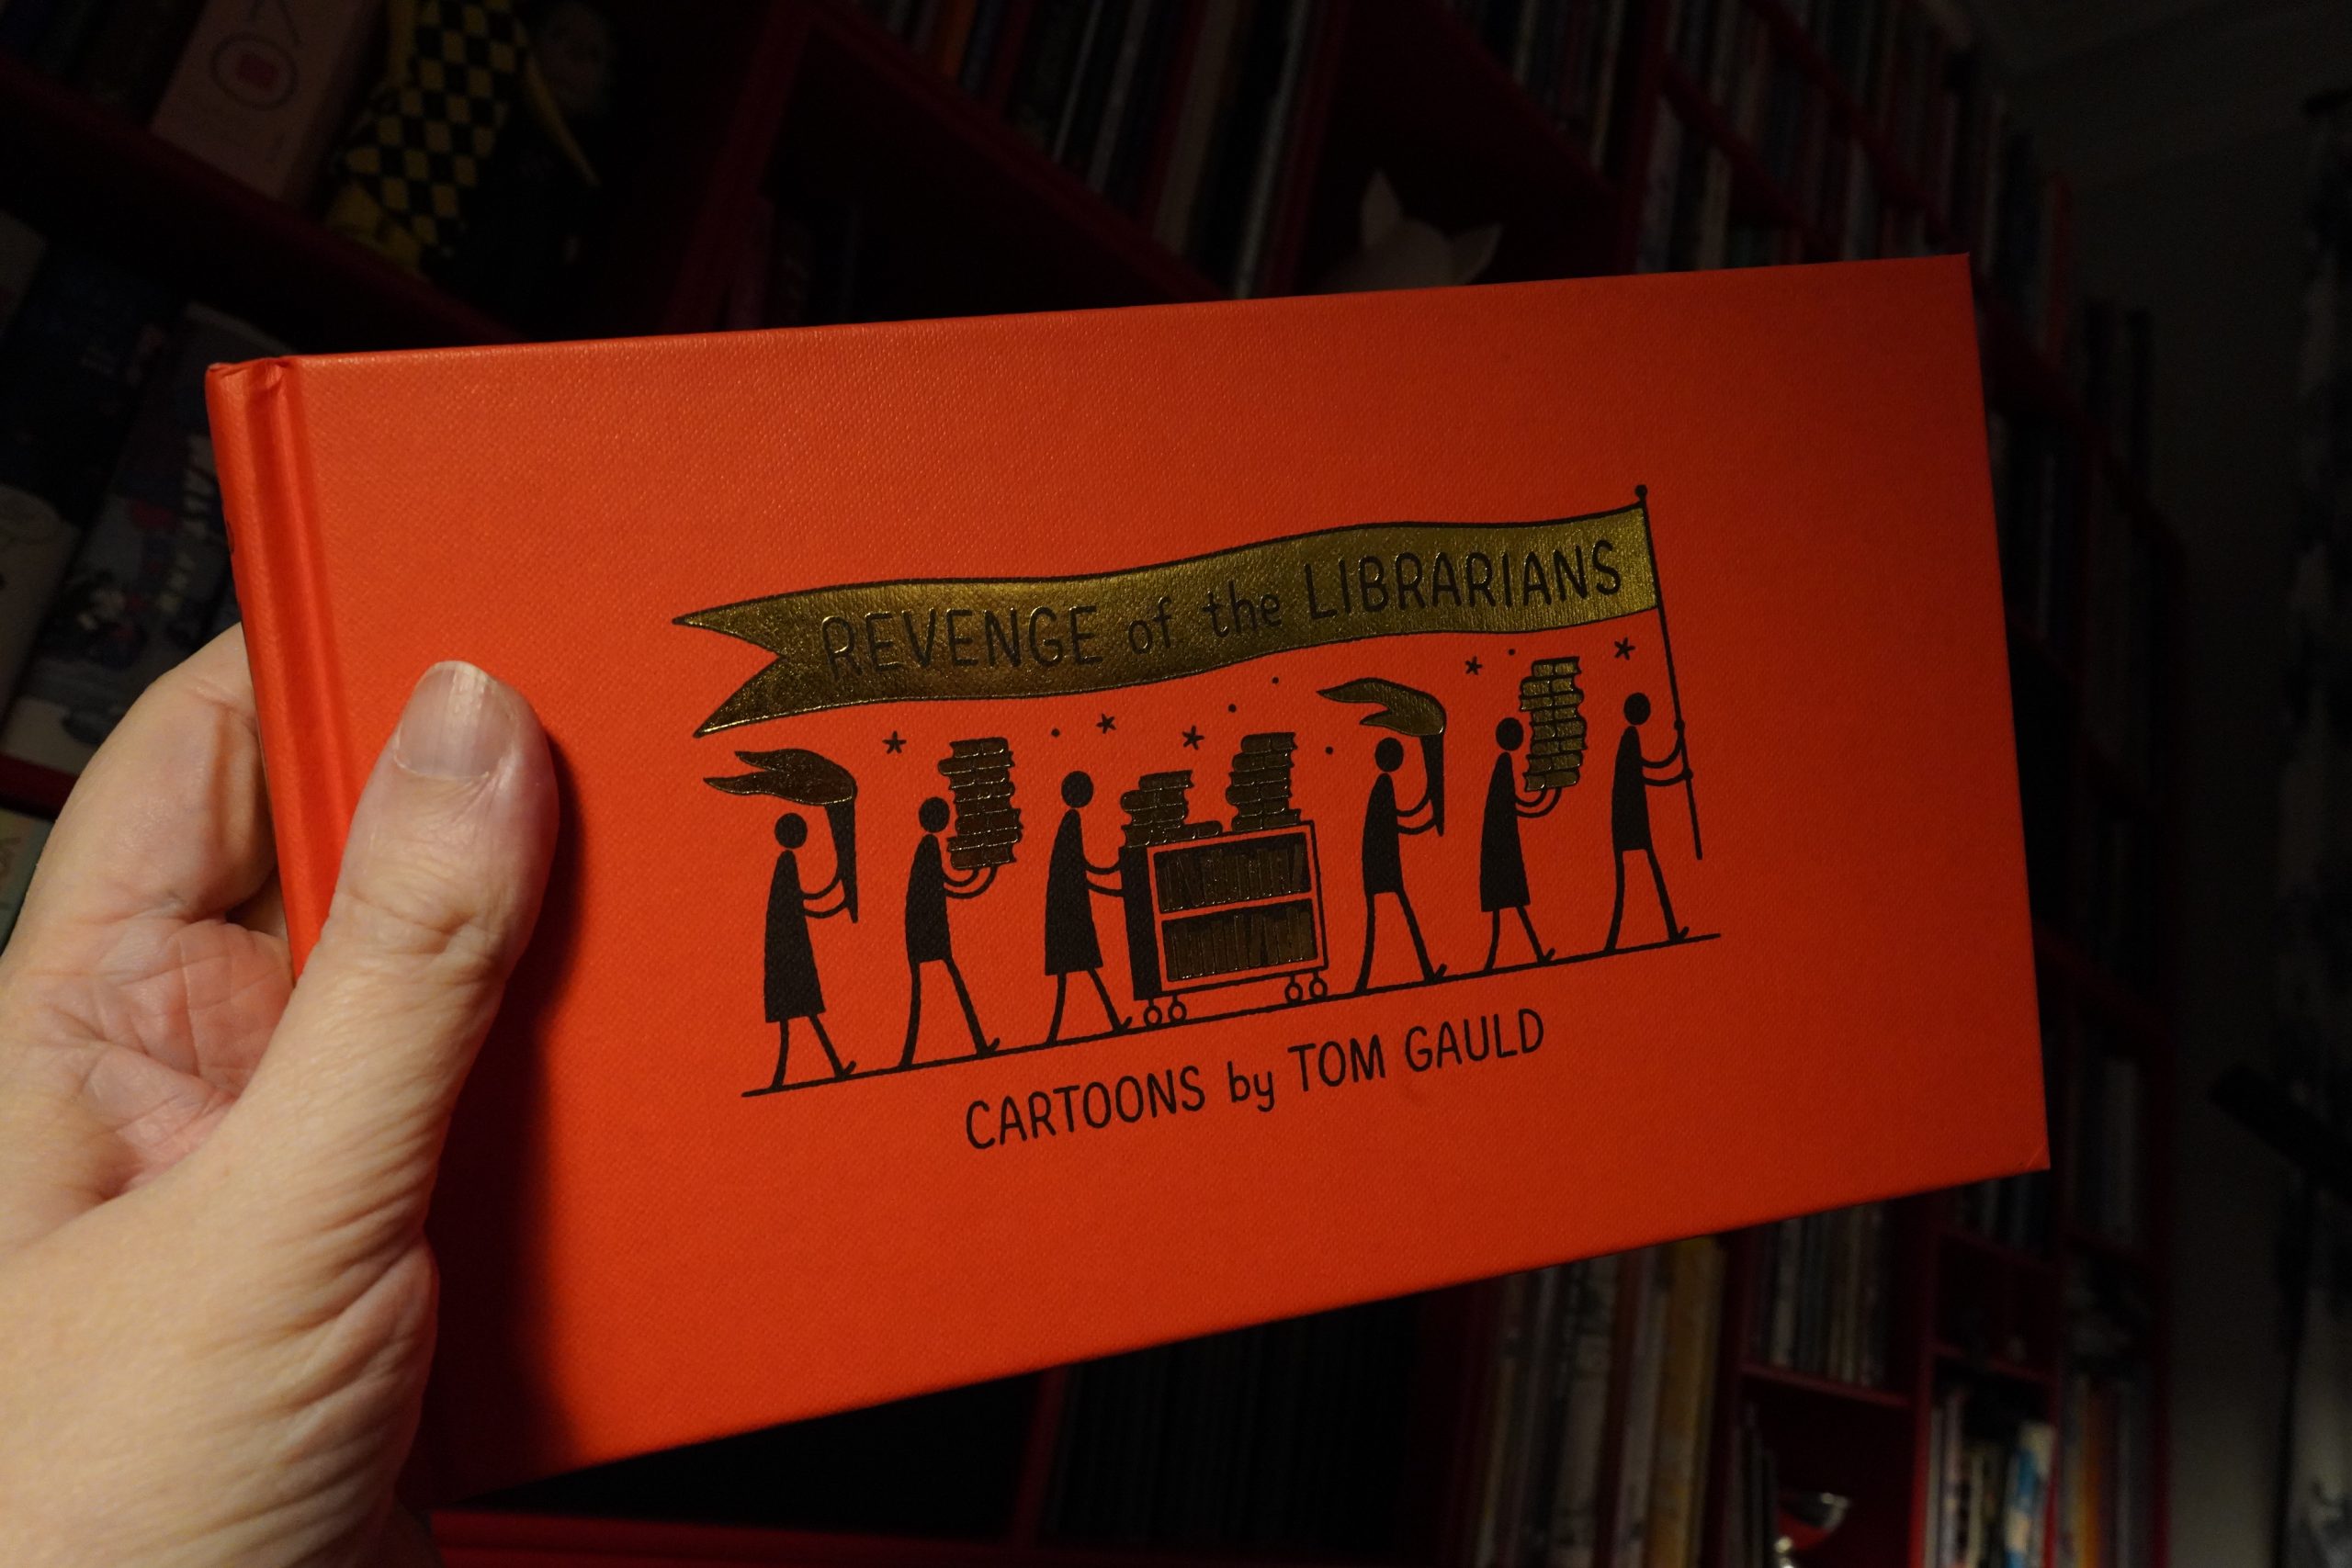 REVENGE of the LIBRARIANS
CARTOONS by TOM GAULD